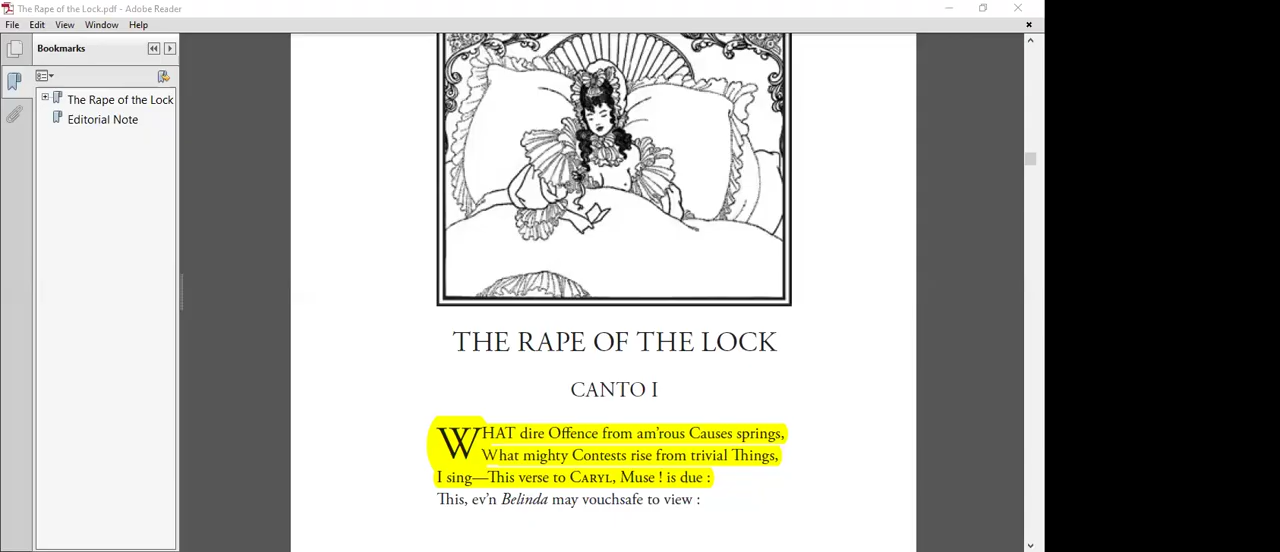 The Rape of the Lock.pdf - Adobe Reader
File Edit View Window Help
Bookmarks
The Rape of the Lock
Editorial Note
THE RAPE OF THE LOCK
CANTO I
WHAT dire Offence from am'rous Causes springs,
What mighty Contests rise from trivial Things,
I sing—This verse to CARYL, Muse ! is due :
This, ev'n Belinda may vouchsafe to view :